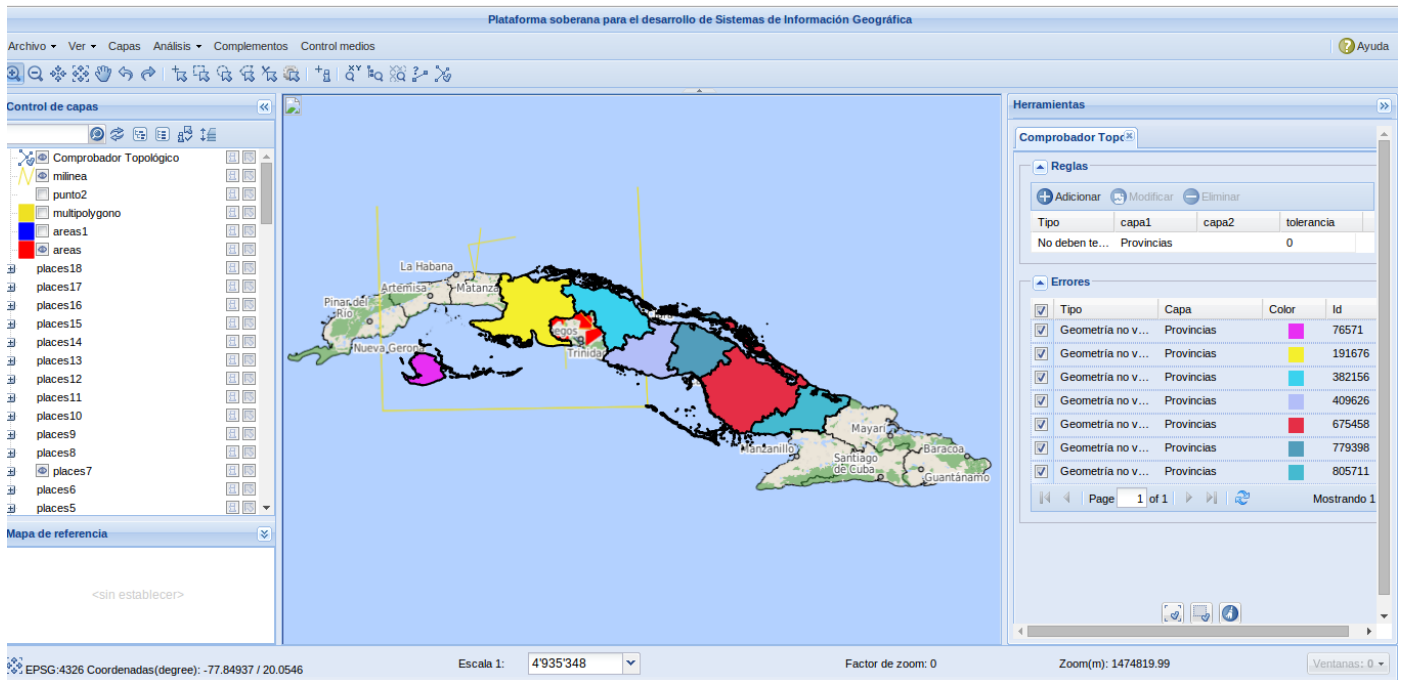 Plataforma soberana para el desarrollo de Sistemas de Información Geográfica
Archivo Ver Capas Análisis Complementos Control medios Ayuda
Control de capas
Comprobador Topológico
milinea
punto2
multipolygono
areas1
areas
places18
places17
places16
places15
places14
places13
places12
places11
places10
places9
places8
places7
places6
places5
Mapa de referencia
<sin establecer>
La Habana
Artemisa
Matanza
Pinar del
Río
Nueva Gerona
egos
Trinida
Mayarí
Manzanillo
Baracoa
Santiago
de Cuba
Guantánamo
Herramientas
Comprobador Topc
Reglas
Adicionar Modificar Eliminar
Tipo capa1 capa2 tolerancia
No deben te... Provincias 0
Errores
Tipo Capa Color Id
Geometría no v... Provincias 76571
Geometría no v... Provincias 191676
Geometría no v... Provincias 382156
Geometría no v... Provincias 409626
Geometría no v... Provincias 675458
Geometría no v... Provincias 779398
Geometría no v... Provincias 805711
Page 1 of 1 Mostrando 1
EPSG:4326 Coordenadas(degree): -77.84937 / 20.0546
Escala 1: 4'935'348
Factor de zoom: 0
Zoom(m): 1474819.99
Ventanas: 0